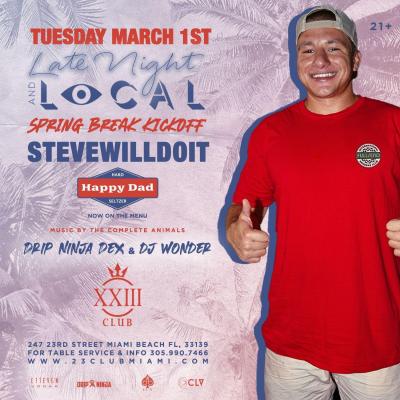 TUESDAY MARCH 1ST
21+
Late Night
AND
LOCAL
SPRING BREAK KICKOFF
STEVEWILLDOIT
HARD
Happy Dad
SELTZER
NOW ON THE MENU
MUSIC BY THE COMPLETE ANIMALS
DRIP NINJA DEX & DJ WONDER
XXIII
CLUB
247 23RD STREET MIAMI BEACH FL, 33139
FOR TABLE SERVICE & INFO 305.990.7466
WWW.23CLUBMIAMI.COM
DRIP NINJA
CLV